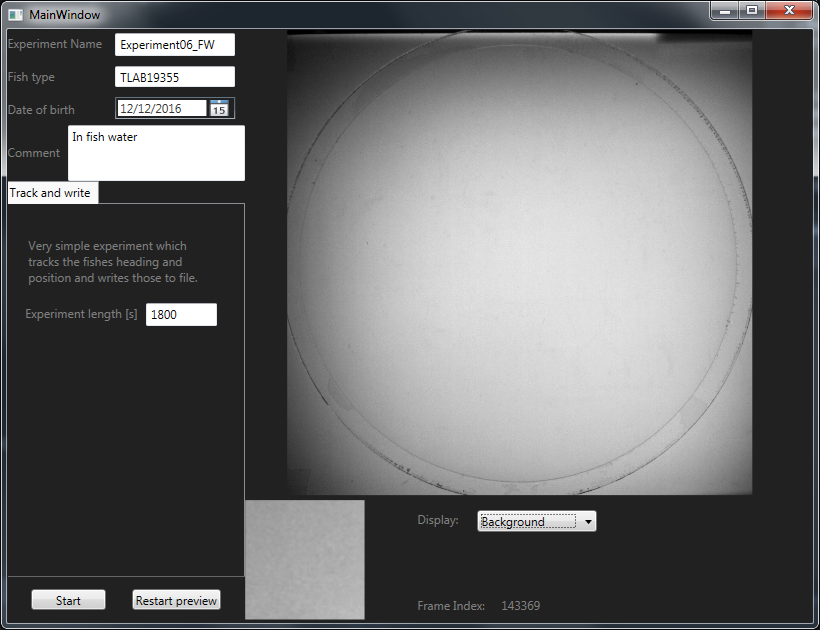 MainWindow
Experiment Name Experiment06_FW
Fish type TLAB19355
Date of birth 12/12/2016 15
Comment In fish water
Track and write
Very simple experiment which
tracks the fishes heading and
position and writes those to file.
Experiment length [s] 1800
Display: Background
Start Restart preview
Frame Index: 143369